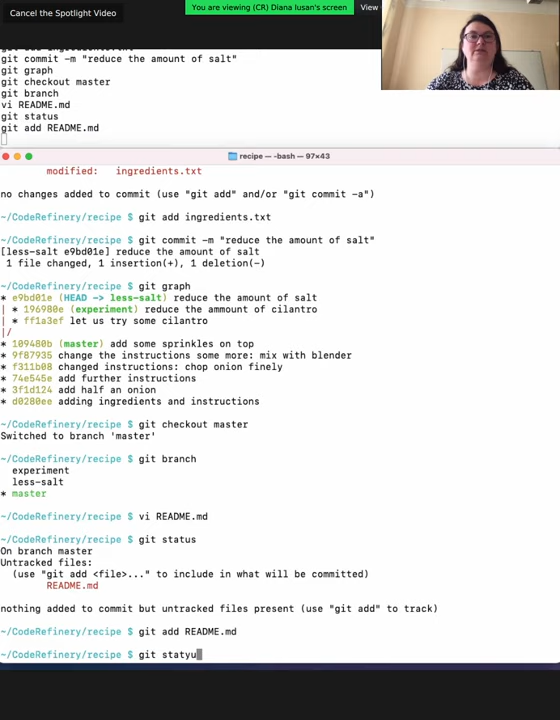 Cancel the Spotlight Video
You are viewing (CR) Diana Iusan's screen
View
git commit -m "reduce the amount of salt"
git graph
git checkout master
git branch
vi README.md
git status
git add README.md
recipe — -bash — 97×43
modified:   ingredients.txt
no changes added to commit (use "git add" and/or "git commit -a")
~/CodeRefinery/recipe $ git add ingredients.txt
~/CodeRefinery/recipe $ git commit -m "reduce the amount of salt"
[less-salt e9bd01e] reduce the amount of salt
1 file changed, 1 insertion(+), 1 deletion(-)
~/CodeRefinery/recipe $ git graph
* e9bd01e (HEAD -> less-salt) reduce the amount of salt
| * 196980e (experiment) reduce the ammount of cilantro
| * ff1a3ef let us try some cilantro
|/
* 109480b (master) add some sprinkles on top
* 9f87935 change the instructions some more: mix with blender
* f311b08 changed instructions: chop onion finely
* 74e545e add further instructions
* 3f1d124 add half an onion
* d0280ee adding ingredients and instructions
~/CodeRefinery/recipe $ git checkout master
Switched to branch 'master'
~/CodeRefinery/recipe $ git branch
experiment
less-salt
* master
~/CodeRefinery/recipe $ vi README.md
~/CodeRefinery/recipe $ git status
On branch master
Untracked files:
(use "git add <file>..." to include in what will be committed)
README.md
nothing added to commit but untracked files present (use "git add" to track)
~/CodeRefinery/recipe $ git add README.md
~/CodeRefinery/recipe $ git statyu